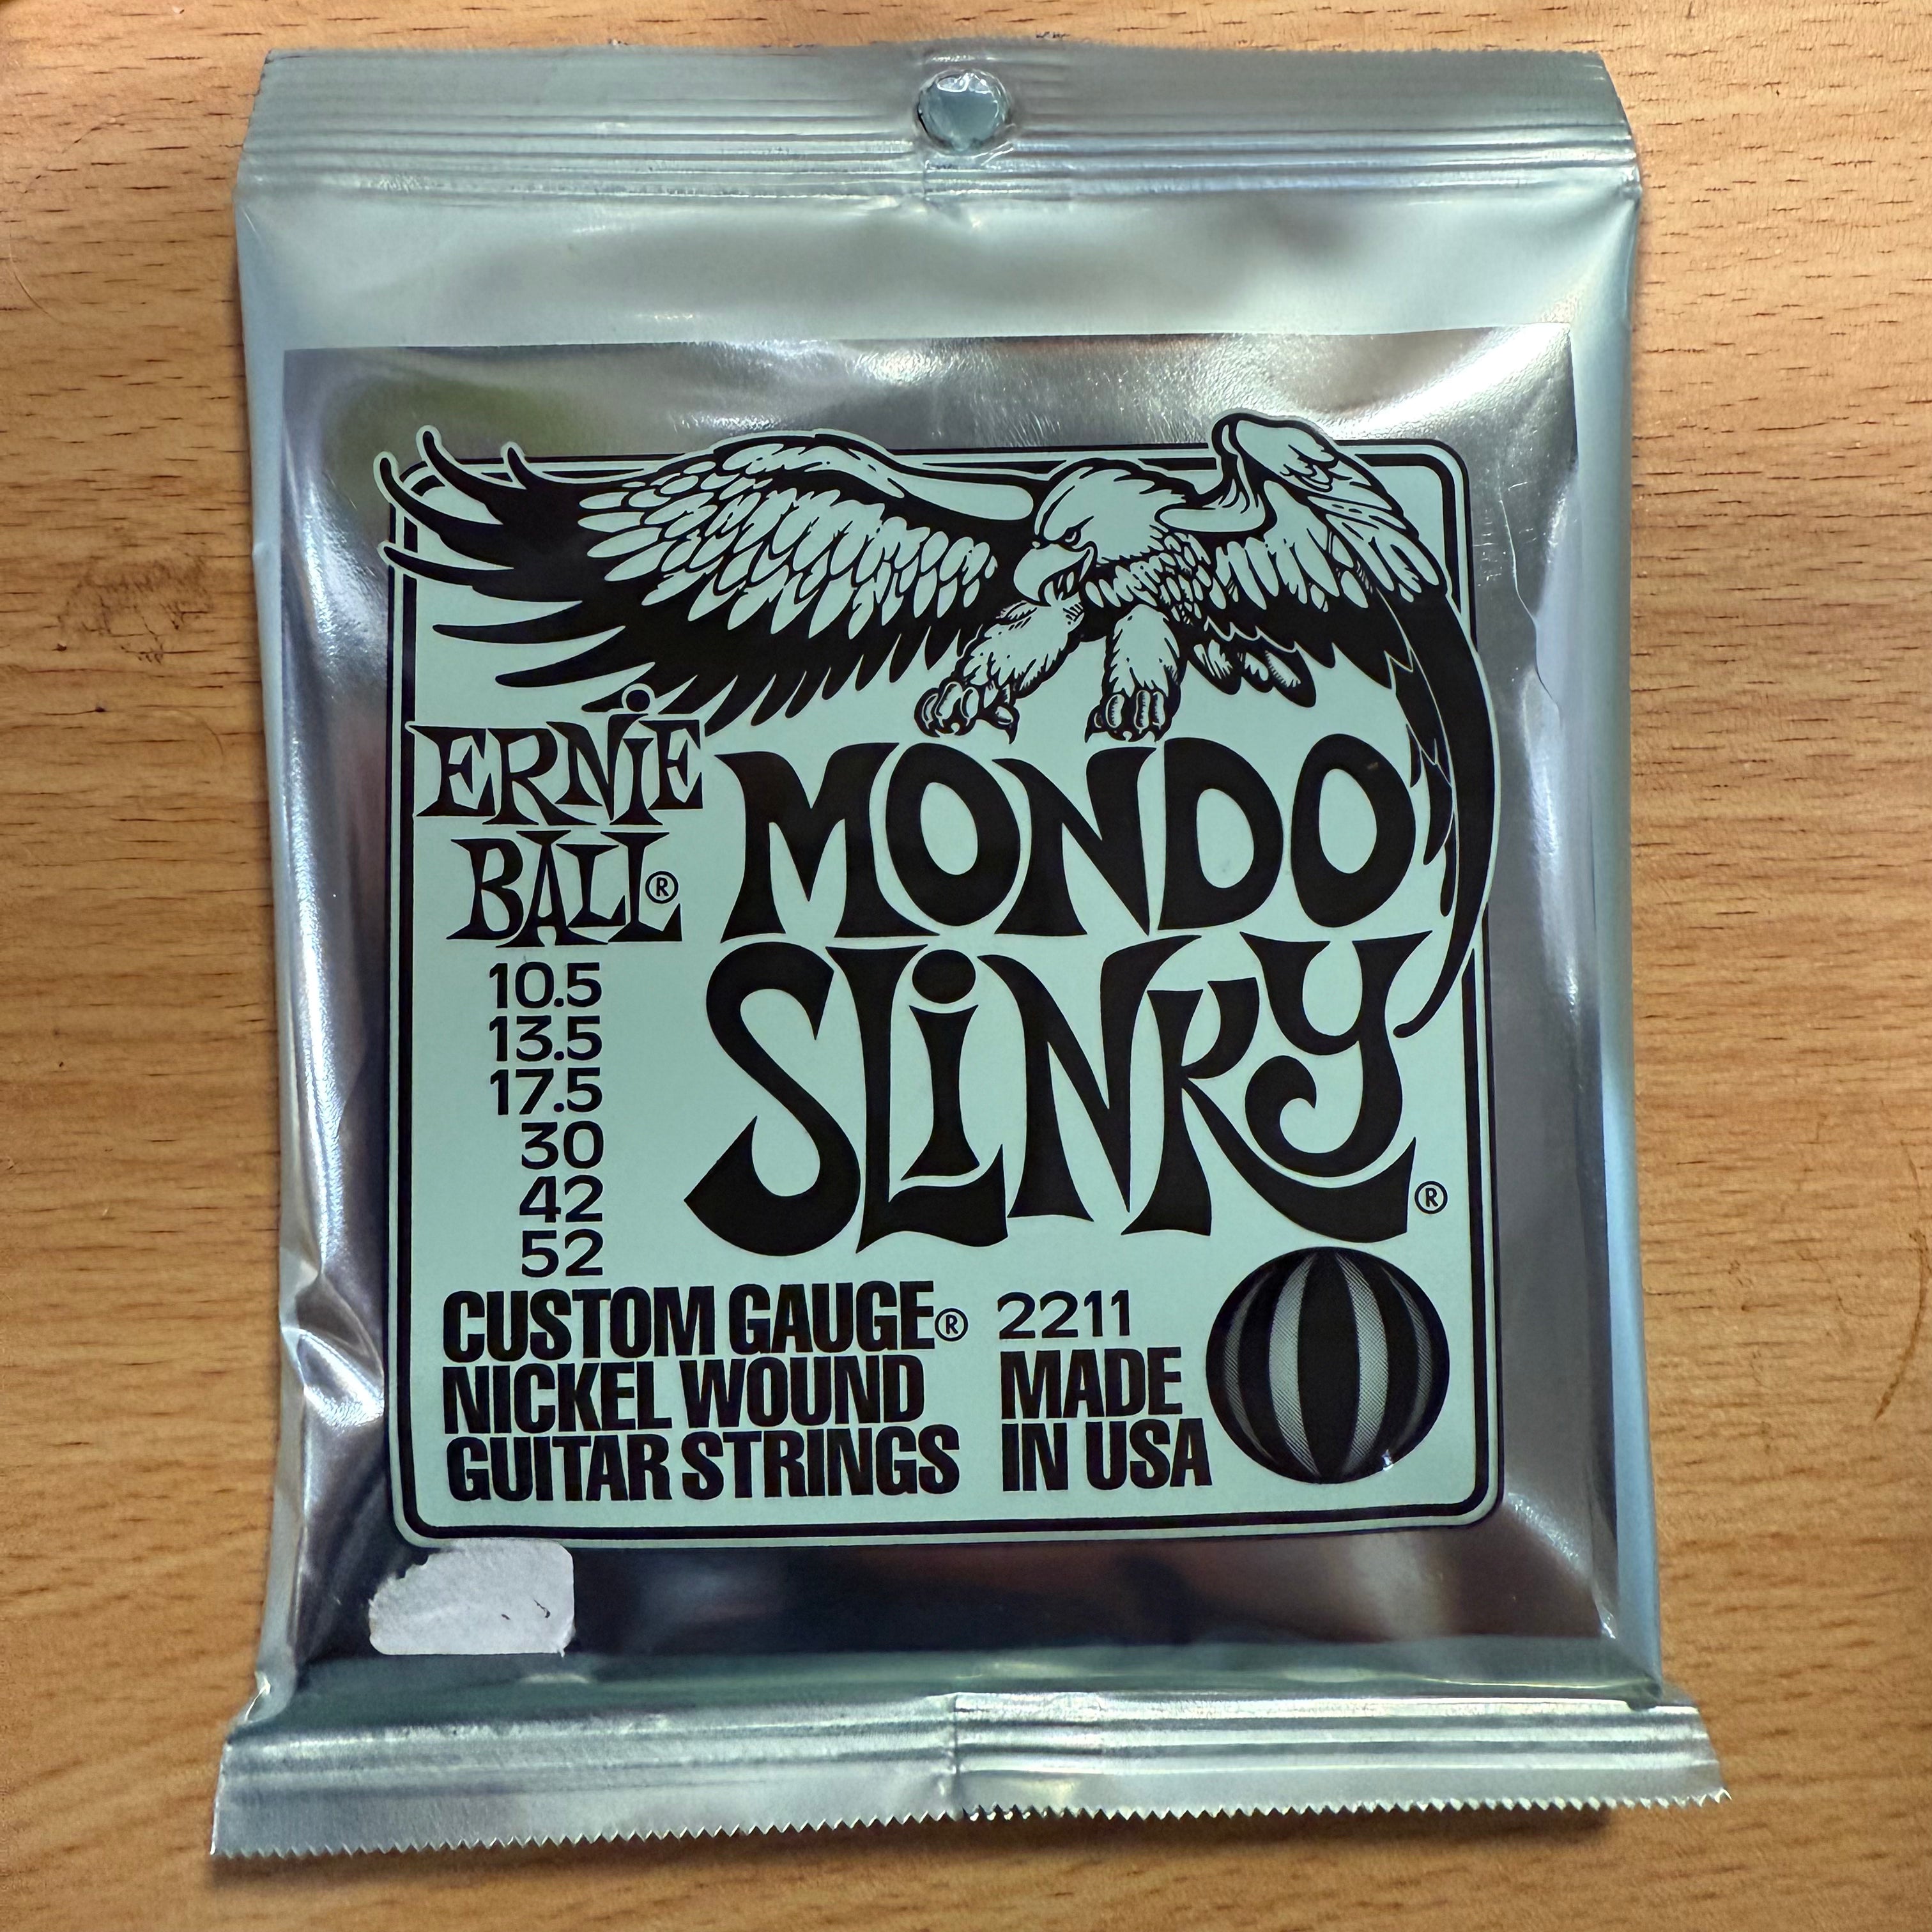 ERNiE
BALL®
MONDO
SLiNKY®
10.5
13.5
17.5
30
42
52
CUSTOM GAUGE®
NICKEL WOUND
GUITAR STRINGS
2211
MADE
IN USA